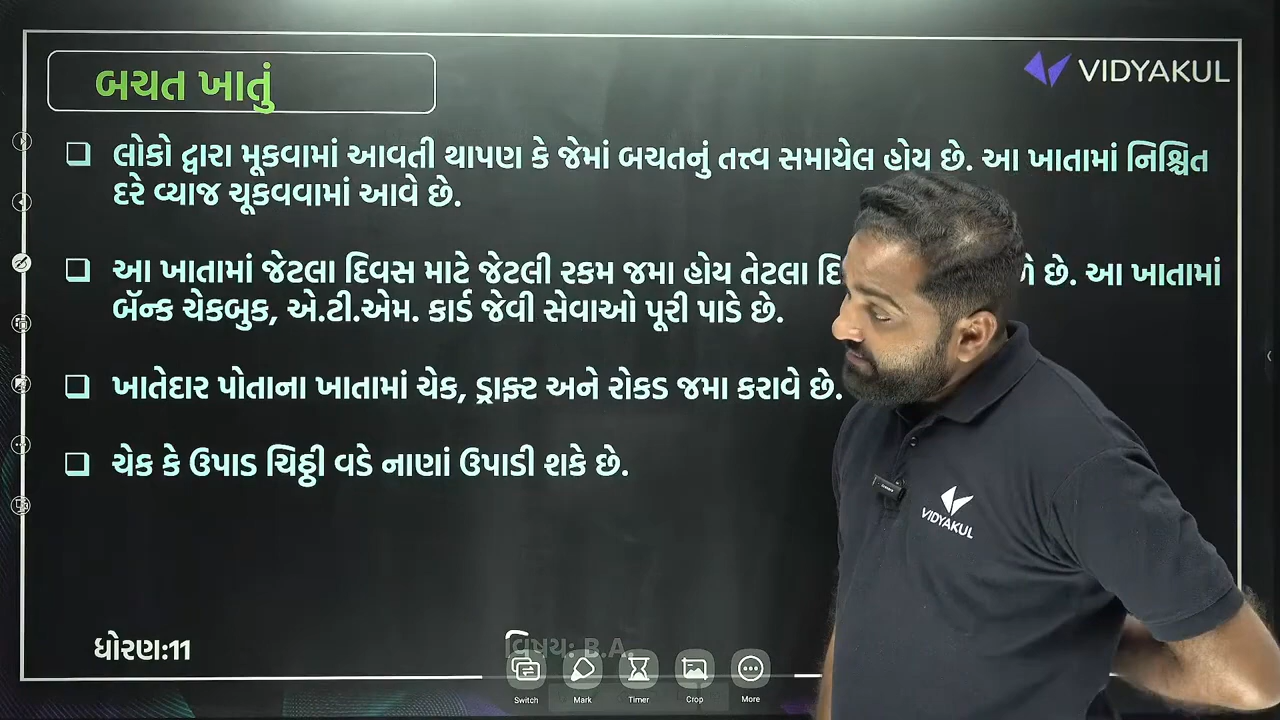 બચત ખાતું
VIDYAKUL
લોકો દ્વારા મૂકવામાં આવતી થાપણ કે જેમાં બચતનું તત્ત્વ સમાયેલ હોય છે. આ ખાતામાં નિશ્ચિત
દરે વ્યાજ ચૂકવવામાં આવે છે.
આ ખાતામાં જેટલા દિવસ માટે જેટલી રકમ જમા હોય તેટલા છે. આ ખાતામાં
બૅન્ક ચેકબુક, એ.ટી.એમ. કાર્ડ જેવી સેવાઓ પૂરી પાડે છે.
ખાતેદાર પોતાના ખાતામાં ચેક, ડ્રાફ્ટ અને રોકડ જમા કરાવે છે.
ચેક કે ઉપાડ ચિઠ્ઠી વડે નાણાં ઉપાડી શકે છે.
VIDYAKUL
ધોરણ:11
વિષય: B.A.
Switch
Mark
Timer
Crop
More